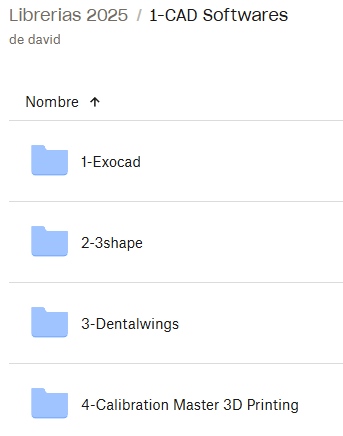 Librerias 2025 / 1-CAD Softwares
de david
Nombre ↑
1-Exocad
2-3shape
3-Dentalwings
4-Calibration Master 3D Printing